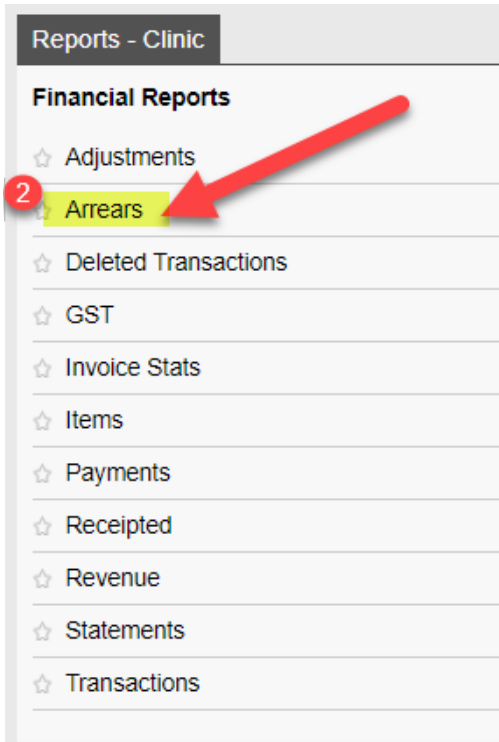 Reports - Clinic
Financial Reports
Adjustments
2
Arrears
Deleted Transactions
GST
Invoice Stats
Items
Payments
Receipted
Revenue
Statements
Transactions